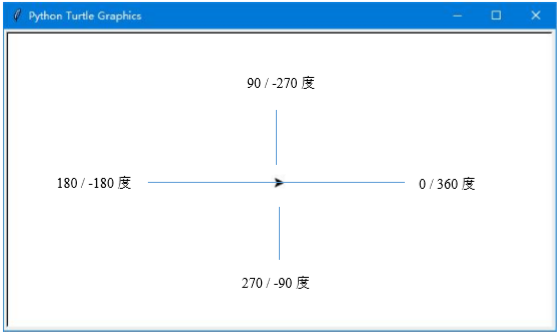 Python Turtle Graphics
90 / -270 度
180 / -180 度
0 / 360 度
270 / -90 度